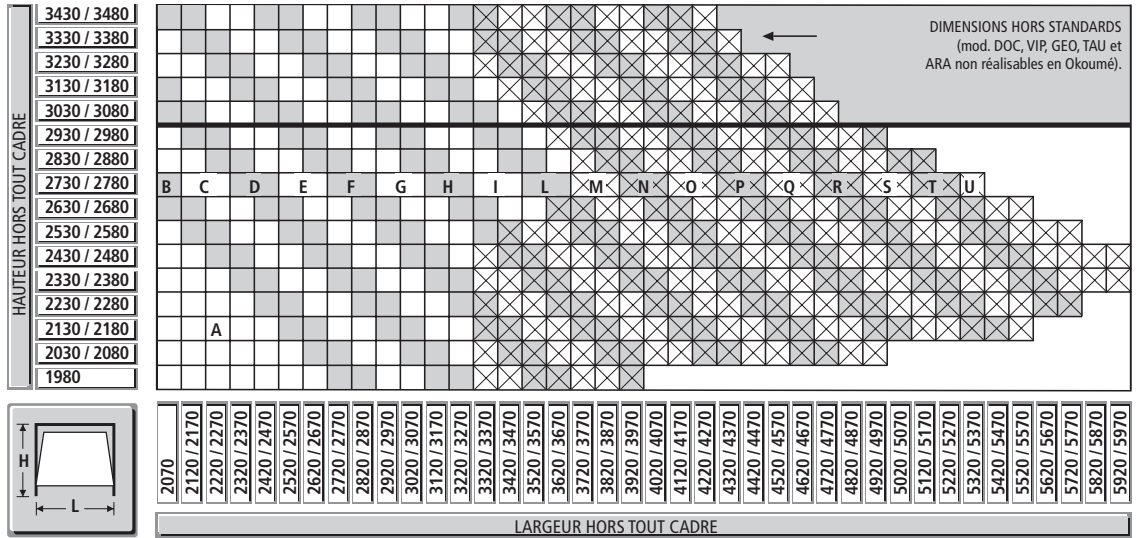 HAUTEUR HORS TOUT CADRE
3430 / 3480
3330 / 3380
3230 / 3280
3130 / 3180
3030 / 3080
2930 / 2980
2830 / 2880
2730 / 2780
2630 / 2680
2530 / 2580
2430 / 2480
2330 / 2380
2230 / 2280
2130 / 2180
2030 / 2080
1980
DIMENSIONS HORS STANDARDS
(mod. DOC, VIP, GEO, TAU et
ARA non réalisables en Okoumé).
B C D E F G H I L M N O P Q R S T U
A
H
L
2070
2120 / 2170
2220 / 2270
2320 / 2370
2420 / 2470
2520 / 2570
2620 / 2670
2720 / 2770
2820 / 2870
2920 / 2970
3020 / 3070
3120 / 3170
3220 / 3270
3320 / 3370
3420 / 3470
3520 / 3570
3620 / 3670
3720 / 3770
3820 / 3870
3920 / 3970
4020 / 4070
4120 / 4170
4220 / 4270
4320 / 4370
4420 / 4470
4520 / 4570
4620 / 4670
4720 / 4770
4820 / 4870
4920 / 4970
5020 / 5070
5120 / 5170
5220 / 5270
5320 / 5370
5420 / 5470
5520 / 5570
5620 / 5670
5720 / 5770
5820 / 5870
5920 / 5970
LARGEUR HORS TOUT CADRE